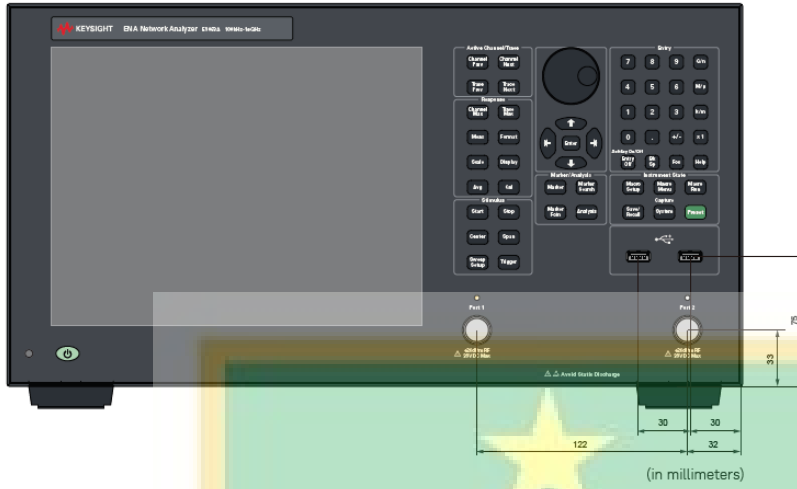 KEYSIGHT ENA Network Analyzer
Active Channel/Trace
Channel Prev
Channel Next
Trace Prev
Trace Next
Response
Channel Max
Trace Max
Meas
Format
Scale
Display
Avg
Cal
Stimulus
Start
Stop
Center
Span
Sweep Setup
Trigger
Enter
Marker/Analysis
Marker
Marker Search
Marker Fctn
Analysis
Entry
7 8 9 G/n
4 5 6 M/µ
1 2 3 k/m
0 . +/- x1
Entry Off
Bk Sp
Foc
Help
Instrument State
Macro Setup
Macro Menu
Macro Run
Capture
Save/Recall
System
Preset
Port 1
Port 2
Avoid Static Discharge
75
33
30
30
122
32
(in millimeters)